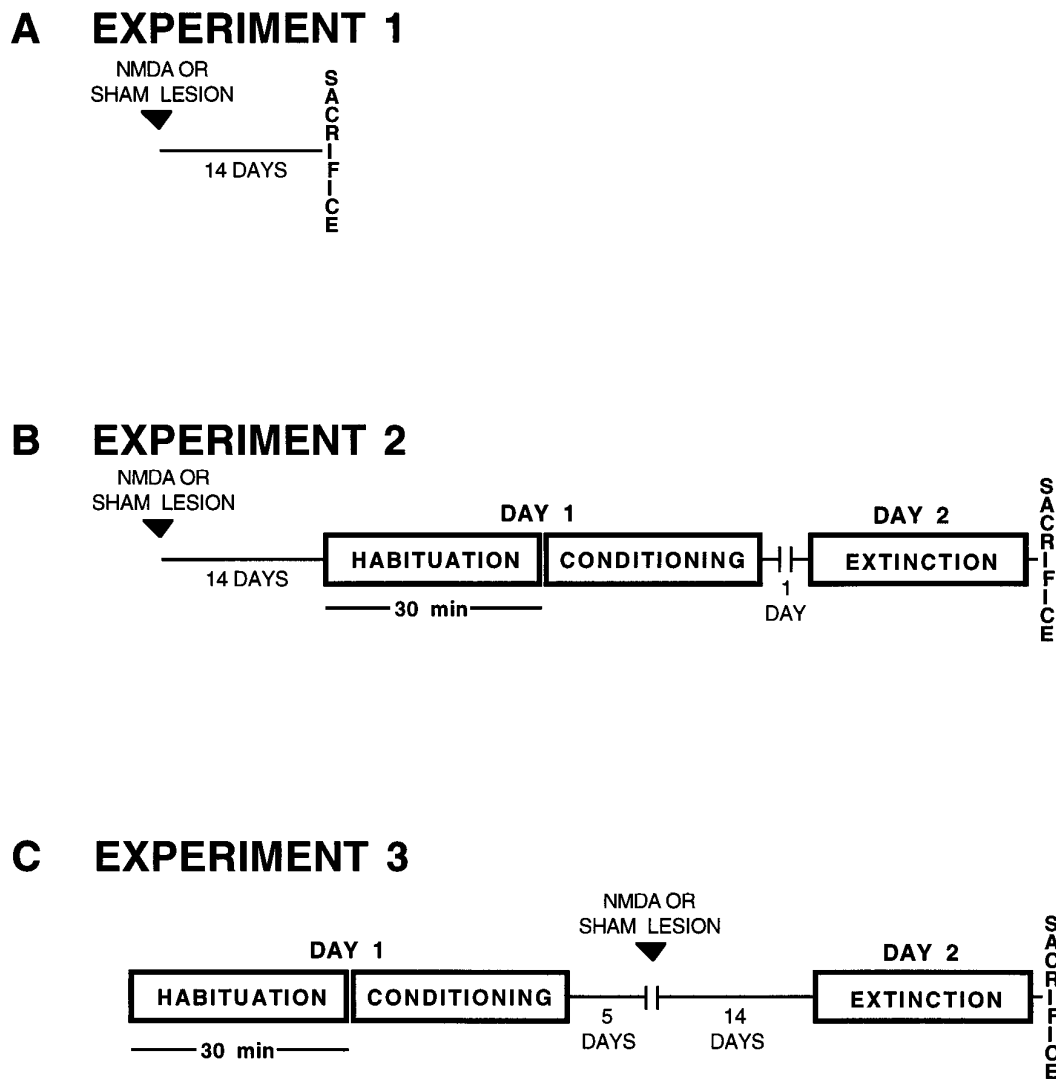 A EXPERIMENT 1
NMDA OR
SHAM LESION
14 DAYS
SACRIFICE
B EXPERIMENT 2
NMDA OR
SHAM LESION
14 DAYS
DAY 1
HABITUATION CONDITIONING
30 min
1
DAY
DAY 2
EXTINCTION
SACRIFICE
C EXPERIMENT 3
DAY 1
HABITUATION CONDITIONING
30 min
NMDA OR
SHAM LESION
5
DAYS
14
DAYS
DAY 2
EXTINCTION
SACRIFICE